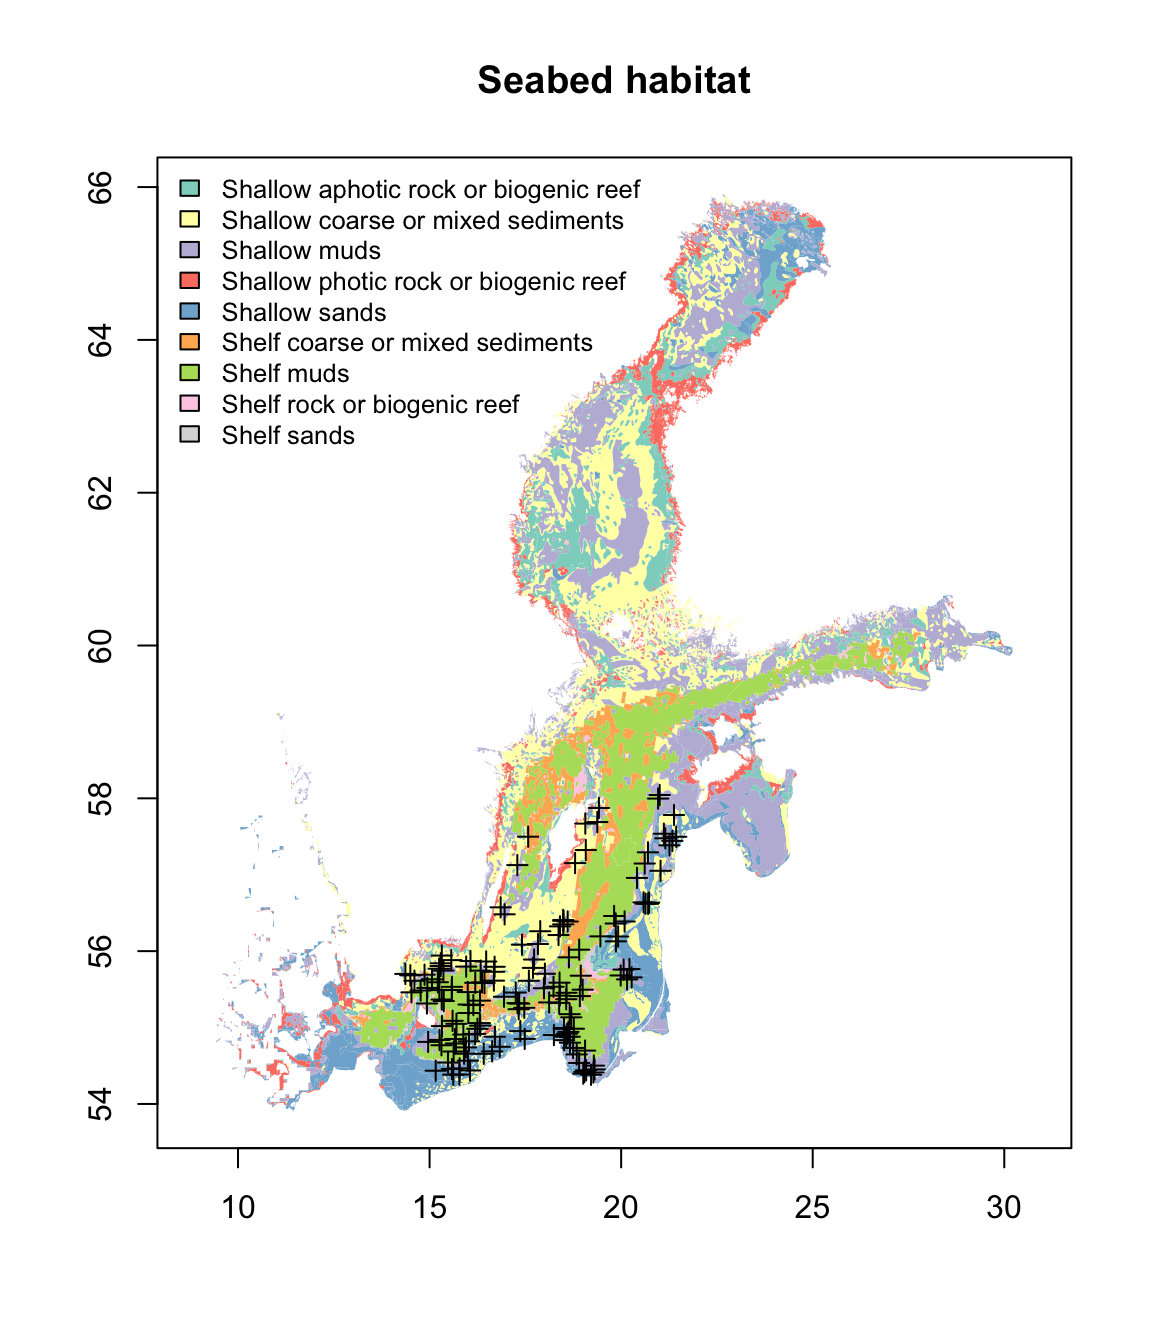 Seabed habitat
Shallow aphotic rock or biogenic reef
Shallow coarse or mixed sediments
Shallow muds
Shallow photic rock or biogenic reef
Shallow sands
Shelf coarse or mixed sediments
Shelf muds
Shelf rock or biogenic reef
Shelf sands
66
64
62
60
58
56
54
10 15 20 25 30